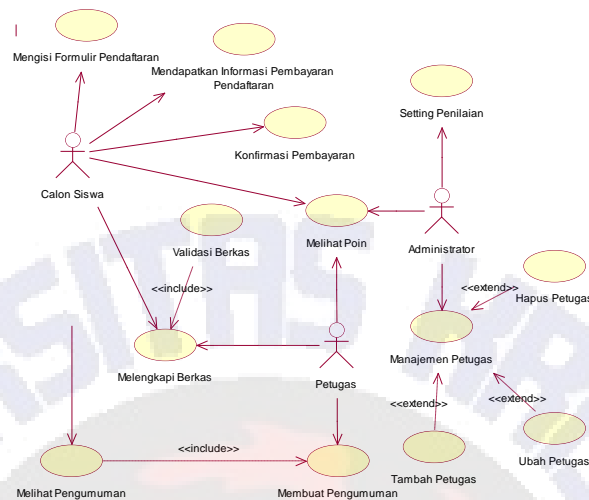 Mengisi Formulir Pendaftaran
Mendapatkan Informasi Pembayaran
Pendaftaran
Setting Penilaian
Konfirmasi Pembayaran
Calon Siswa
Melihat Poin
Administrator
Validasi Berkas
<<include>>
<<extend>>
Hapus Petugas
Manajemen Petugas
Melengkapi Berkas
Petugas
<<extend>>
<<extend>>
<<include>>
Ubah Petugas
Tambah Petugas
Melihat Pengumuman
Membuat Pengumuman